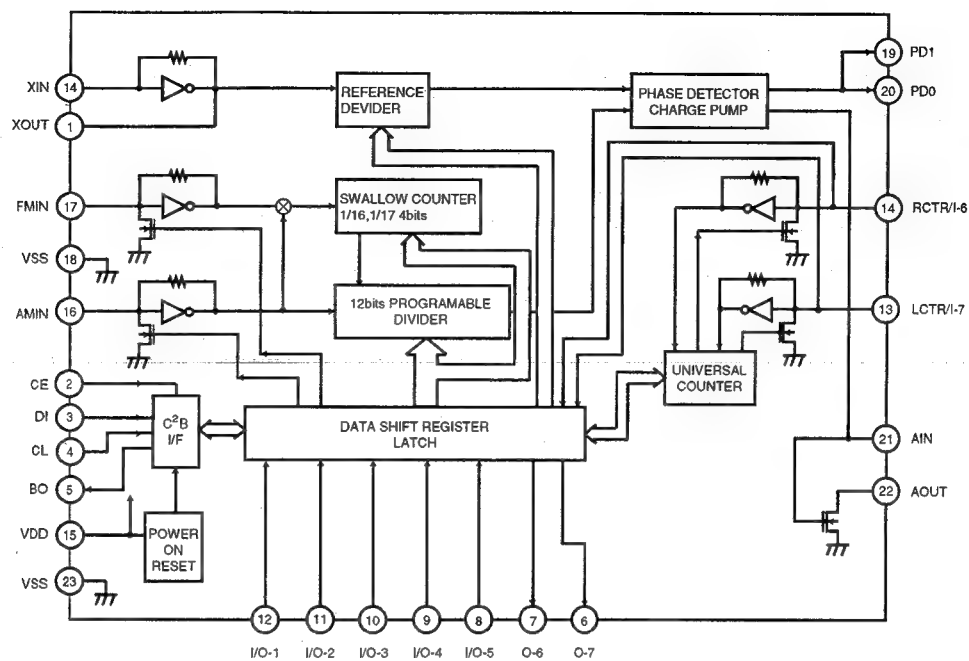 XIN 14
XOUT 1
FMIN 17
VSS 18
AMIN 16
CE 2
DI 3
CL 4
BO 5
VDD 15
VSS 23
REFERENCE
DEVIDER
PHASE DETECTOR
CHARGE PUMP
19 PD1
20 PD0
SWALLOW COUNTER
1/16,1/17 4bits
12bits PROGRAMABLE
DIVIDER
14 RCTR/I-6
13 LCTR/I-7
UNIVERSAL
COUNTER
C²B
I/F
DATA SHIFT REGISTER
LATCH
21 AIN
22 AOUT
POWER
ON
RESET
12 11 10 9 8 7 6
I/O-1 I/O-2 I/O-3 I/O-4 I/O-5 O-6 O-7